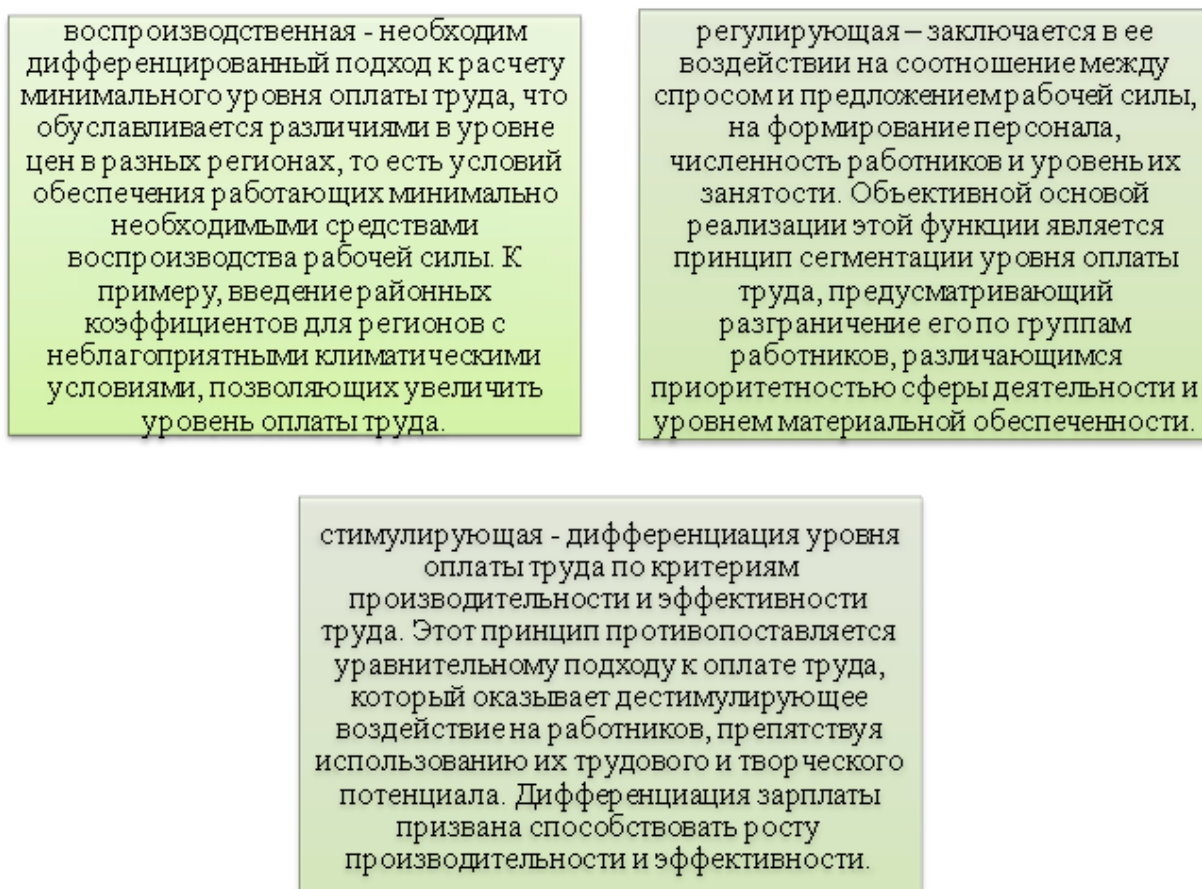 воспроизводственная - необходим
дифференцированный подход к расчету
минимального уровня оплаты труда, что
обуславливается различиями в уровне
цен в разных регионах, то есть условий
обеспечения работающих минимально
необходимыми средствами
воспроизводства рабочей силы. К
примеру, введение районных
коэффициентов для регионов с
неблагоприятными климатическими
условиями, позволяющих увеличить
уровень оплаты труда.
регулирующая – заключается в ее
воздействии на соотношение между
спросом и предложением рабочей силы,
на формирование персонала,
численность работников и уровень их
занятости. Объективной основой
реализации этой функции является
принцип сегментации уровня оплаты
труда, предусматривающий
разграничение его по группам
работников, различающимся
приоритетностью сферы деятельности и
уровнем материальной обеспеченности.
стимулирующая - дифференциация уровня
оплаты труда по критериям
производительности и эффективности
труда. Этот принцип противопоставляется
уравнительному подходу к оплате труда,
который оказывает дестимулирующее
воздействие на работников, препятствуя
использованию их трудового и творческого
потенциала. Дифференциация зарплаты
призвана способствовать росту
производительности и эффективности.